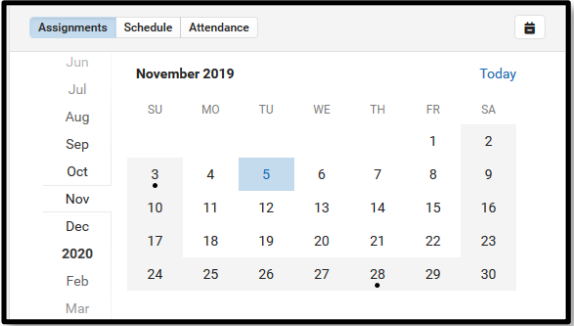 Assignments Schedule Attendance
Jun
Jul
Aug
Sep
Oct
Nov
Dec
2020
Feb
Mar
November 2019 Today
SU MO TU WE TH FR SA
1 2
3 4 5 6 7 8 9
10 11 12 13 14 15 16
17 18 19 20 21 22 23
24 25 26 27 28 29 30